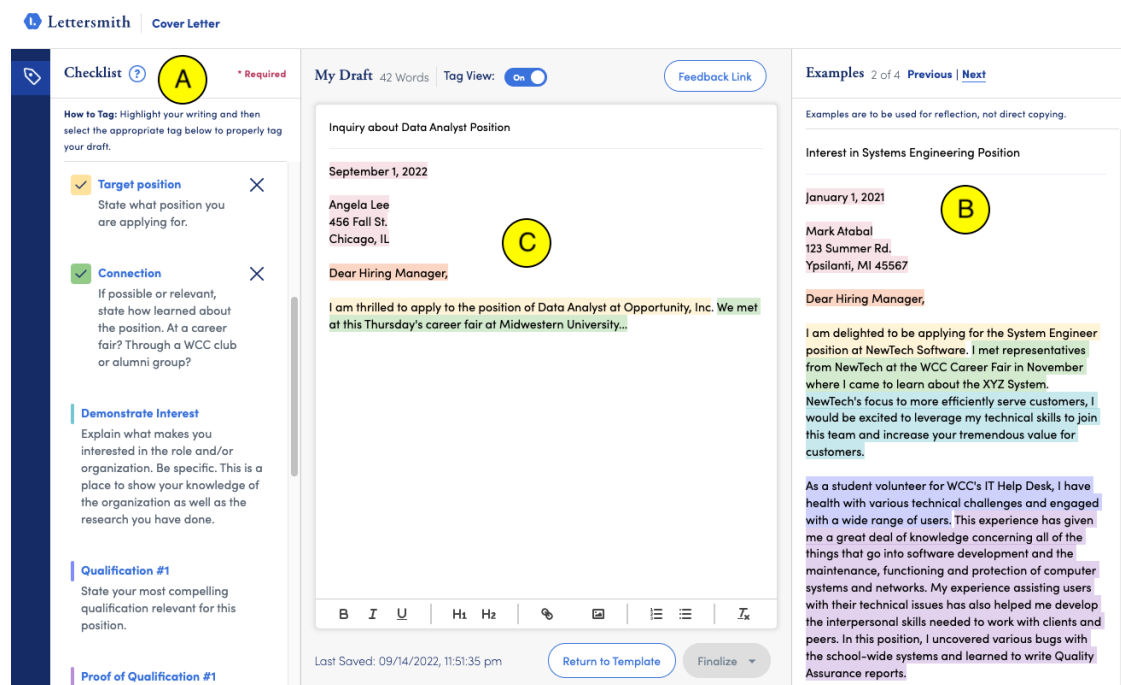 Lettersmith Cover Letter
Checklist ? A * Required
How to Tag: Highlight your writing and then
select the appropriate tag below to properly tag
your draft.
Target position
State what position you
are applying for.
Connection
If possible or relevant,
state how learned about
the position. At a career
fair? Through a WCC club
or alumni group?
Demonstrate Interest
Explain what makes you
interested in the role and/or
organization. Be specific. This is a
place to show your knowledge of
the organization as well as the
research you have done.
Qualification #1
State your most compelling
qualification relevant for this
position.
Proof of Qualification #1
My Draft 42 Words Tag View: On Feedback Link
Inquiry about Data Analyst Position
September 1, 2022
Angela Lee
456 Fall St.
Chicago, IL
C
Dear Hiring Manager,
I am thrilled to apply to the position of Data Analyst at Opportunity, Inc. We met
at this Thursday's career fair at Midwestern University...
B I U H1 H2
Last Saved: 09/14/2022, 11:51:35 pm Return to Template Finalize
Examples 2 of 4 Previous | Next
Examples are to be used for reflection, not direct copying.
Interest in Systems Engineering Position
January 1, 2021
B
Mark Atabal
123 Summer Rd.
Ypsilanti, MI 45567
Dear Hiring Manager,
I am delighted to be applying for the System Engineer
position at NewTech Software. I met representatives
from NewTech at the WCC Career Fair in November
where I came to learn about the XYZ System.
NewTech's focus to more efficiently serve customers, I
would be excited to leverage my technical skills to join
this team and increase your tremendous value for
customers.
As a student volunteer for WCC's IT Help Desk, I have
health with various technical challenges and engaged
with a wide range of users. This experience has given
me a great deal of knowledge concerning all of the
things that go into software development and the
maintenance, functioning and protection of computer
systems and networks. My experience assisting users
with their technical issues has also helped me develop
the interpersonal skills needed to work with clients and
peers. In this position, I uncovered various bugs with
the school-wide systems and learned to write Quality
Assurance reports.